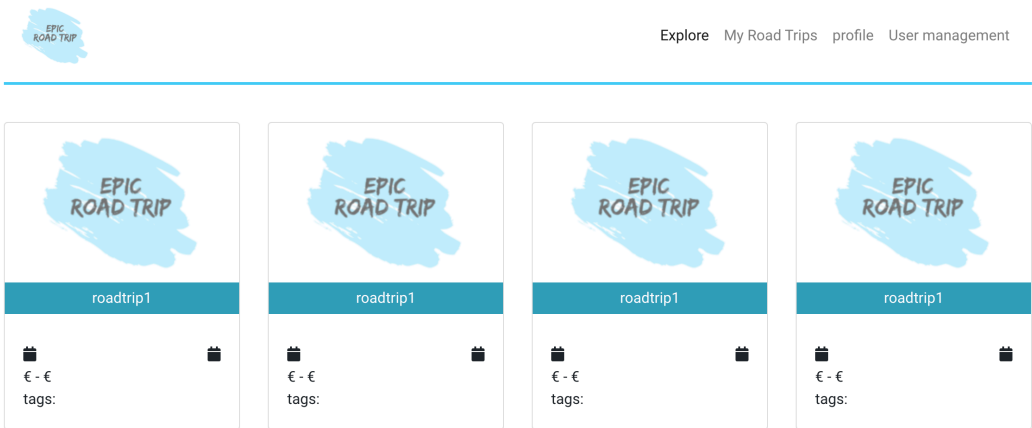 EPIC
ROAD TRIP
Explore My Road Trips profile User management
EPIC
ROAD TRIP
roadtrip1
€ - €
tags:
EPIC
ROAD TRIP
roadtrip1
€ - €
tags:
EPIC
ROAD TRIP
roadtrip1
€ - €
tags:
EPIC
ROAD TRIP
roadtrip1
€ - €
tags: